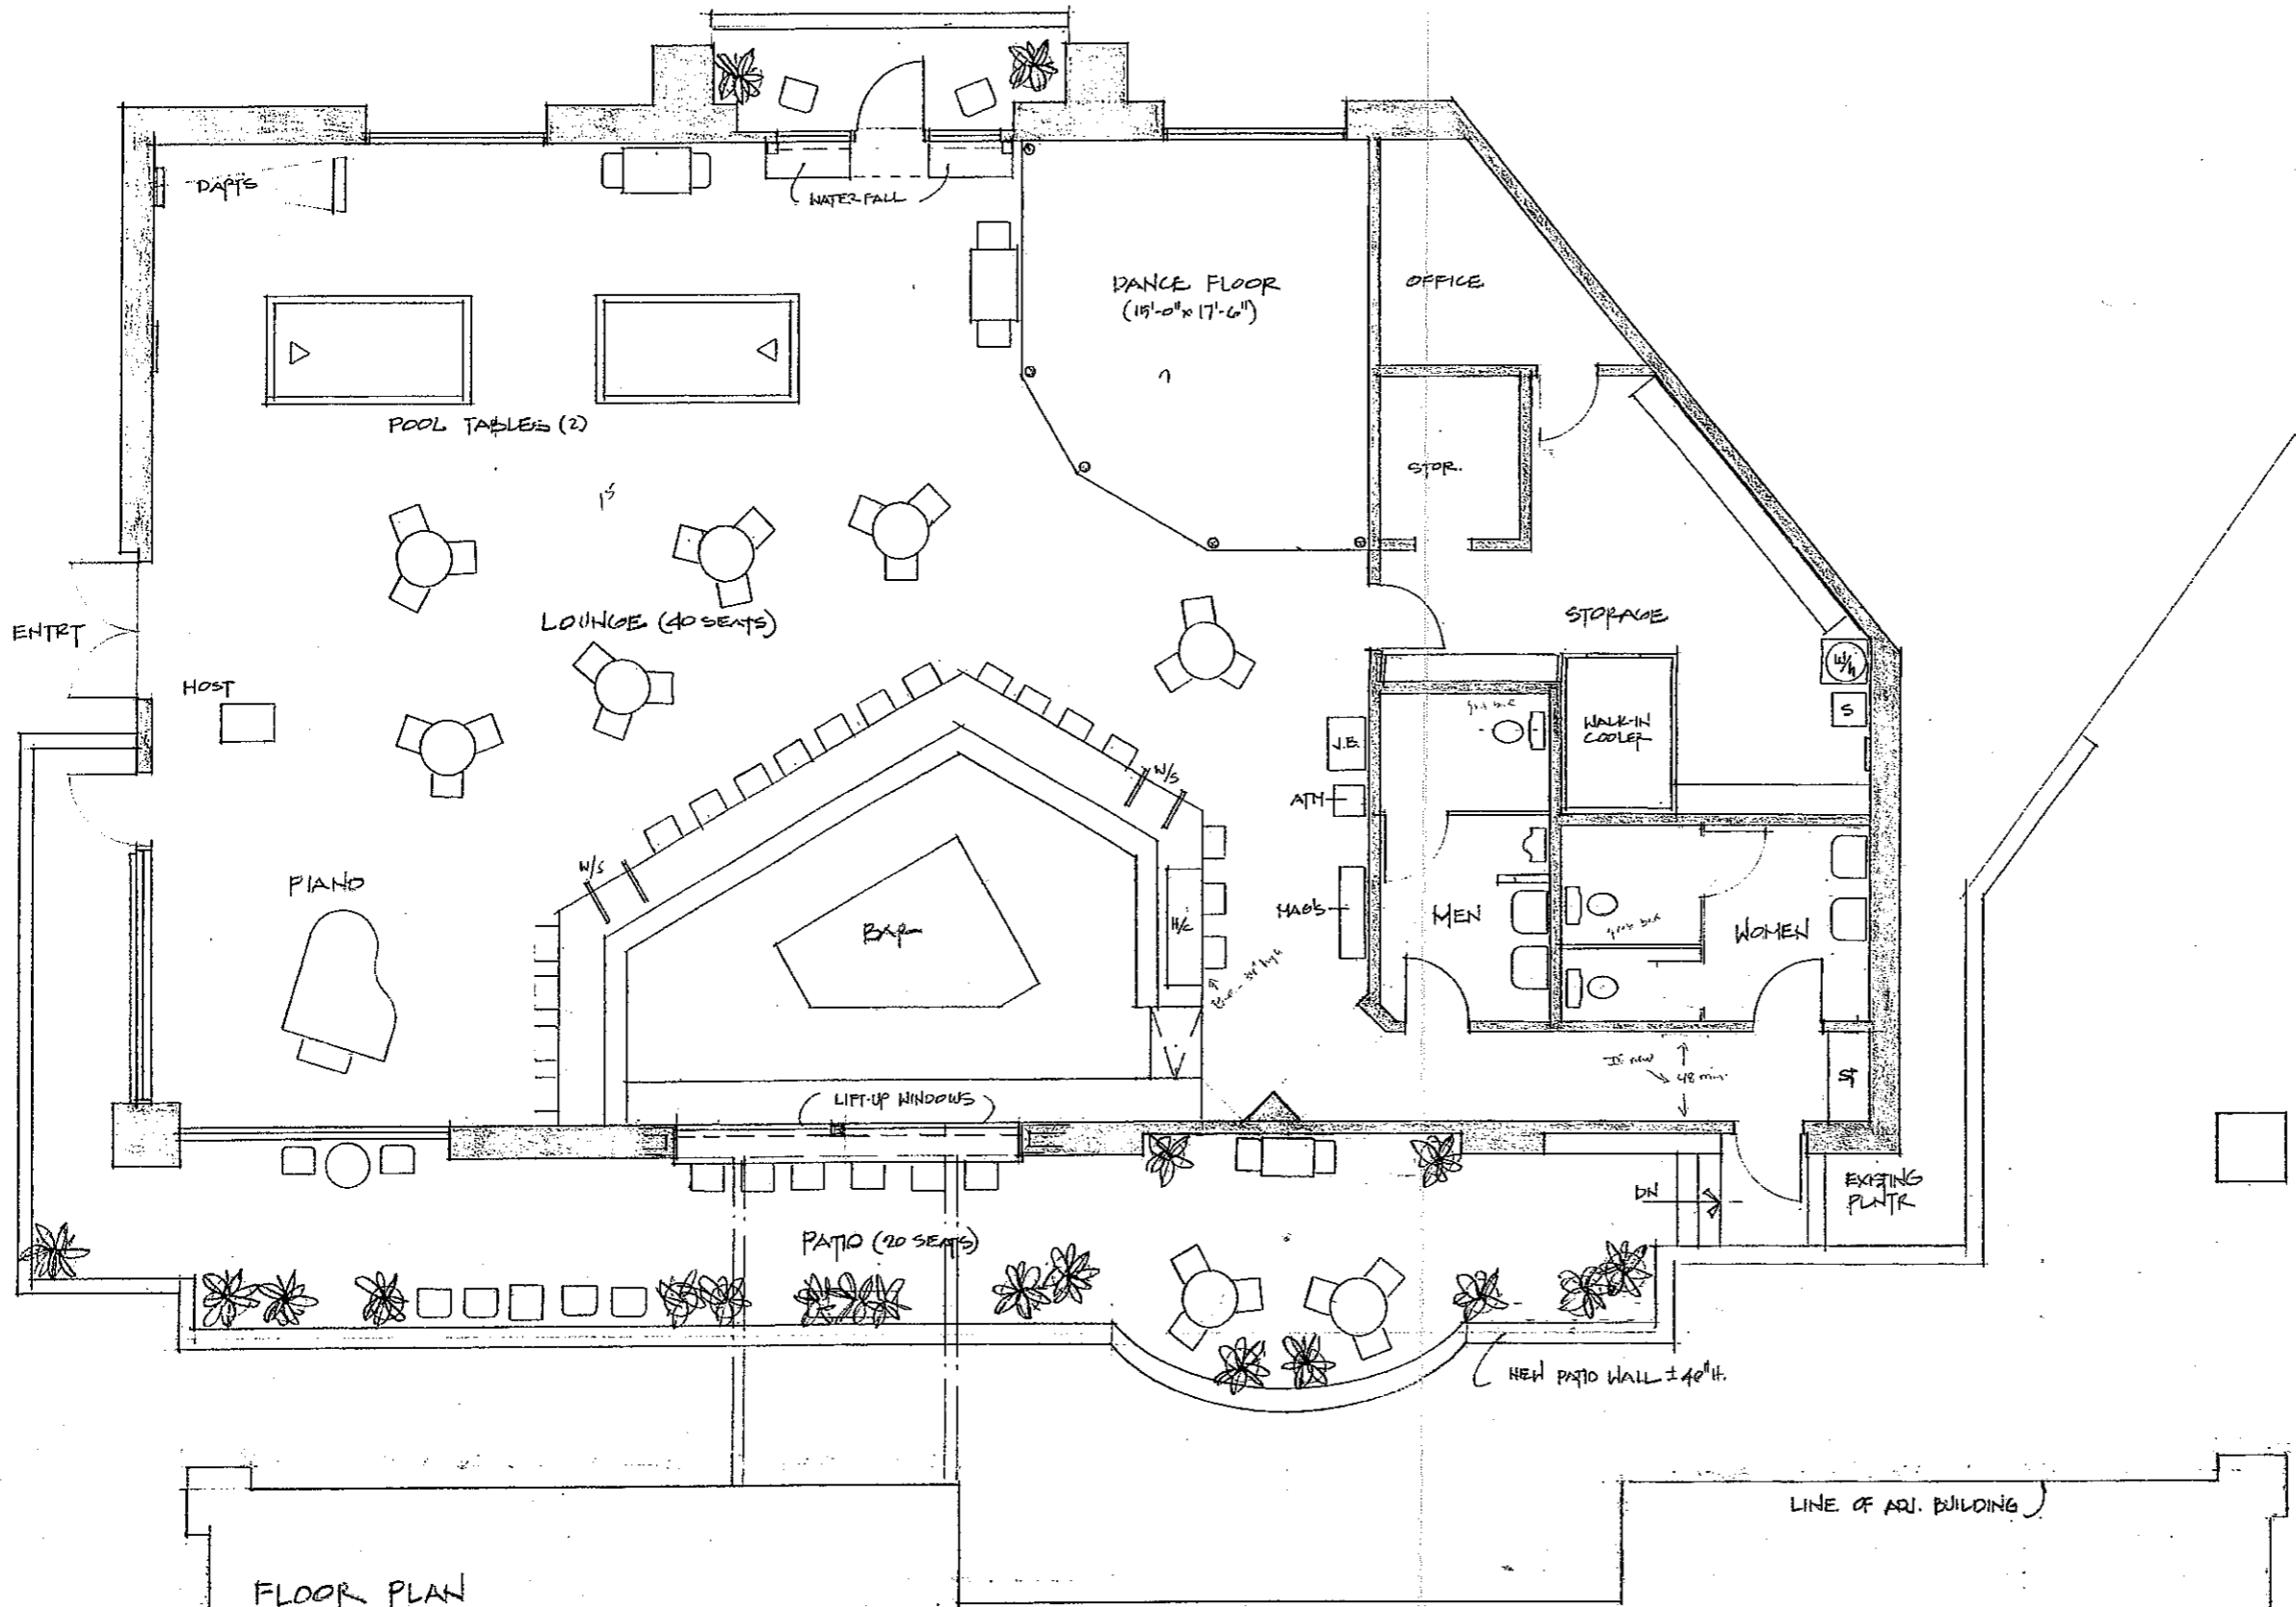 DARTS
WATERFALL
DANCE FLOOR
(15'-0" x 17'-6")
OFFICE
POOL TABLES (2)
STOR.
LOUNGE (40 SEATS)
ENTRY
STORAGE
HOST
W/H
S
WALK-IN
COOLER
J.B.
W/S
ATM
W/S
PIANO
BAR
H/C
MAGS
MEN
WOMEN
48 min.
LIFT-UP WINDOWS
DN
EXISTING
PLNTR
PATIO (20 SEATS)
NEW PATIO WALL ± 40" H.
LINE OF ADJ. BUILDING
FLOOR PLAN